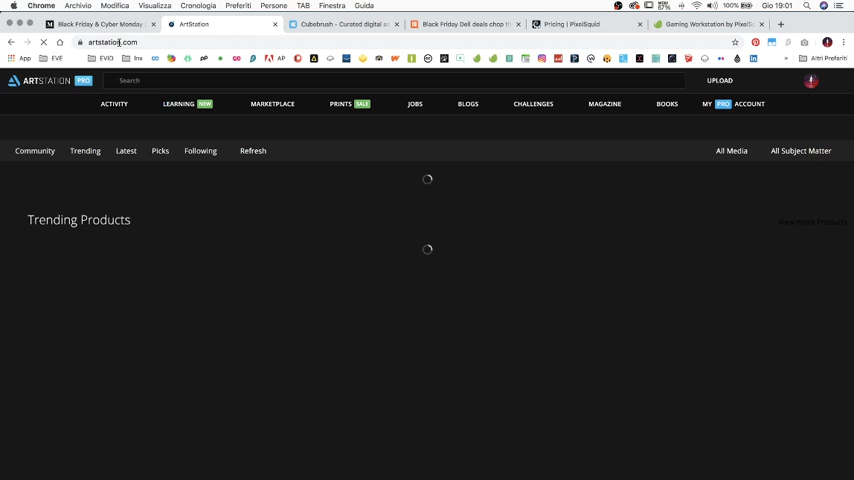 Chrome Archivio Modifica Visualizza Cronologia Preferiti Persone TAB Finestra Guida 67% 100% Gio 19:01
Black Friday & Cyber Monday ArtStation Cubebrush - Curated digital a Black Friday Dell deals chop th Pricing | PixelSquid Gaming Workstation by PixelS
artstation.com
App EVE EVIO Inx AP Altri Preferiti
ARTSTATION PRO Search UPLOAD
ACTIVITY LEARNING NEW MARKETPLACE PRINTS SALE JOBS BLOGS CHALLENGES MAGAZINE BOOKS MY PRO ACCOUNT
Community Trending Latest Picks Following Refresh All Media All Subject Matter
Trending Products View more Products